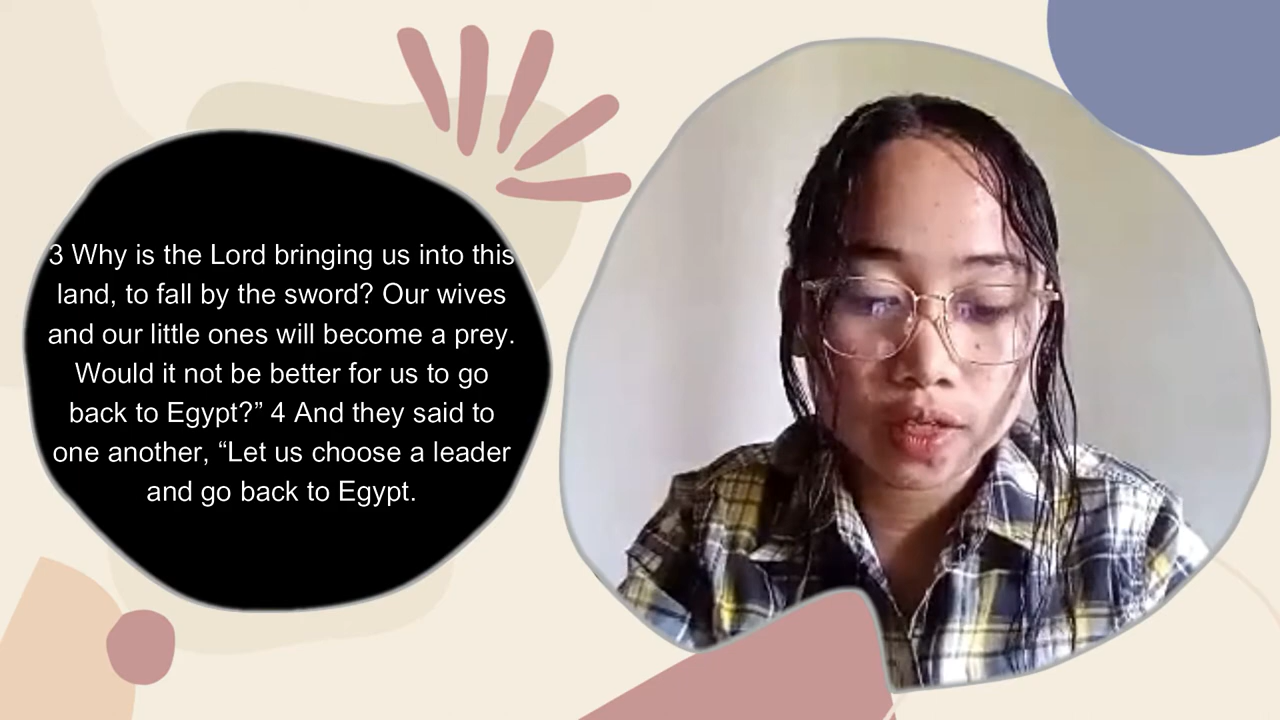 3 Why is the Lord bringing us into this
land, to fall by the sword? Our wives
and our little ones will become a prey.
Would it not be better for us to go
back to Egypt?” 4 And they said to
one another, “Let us choose a leader
and go back to Egypt.